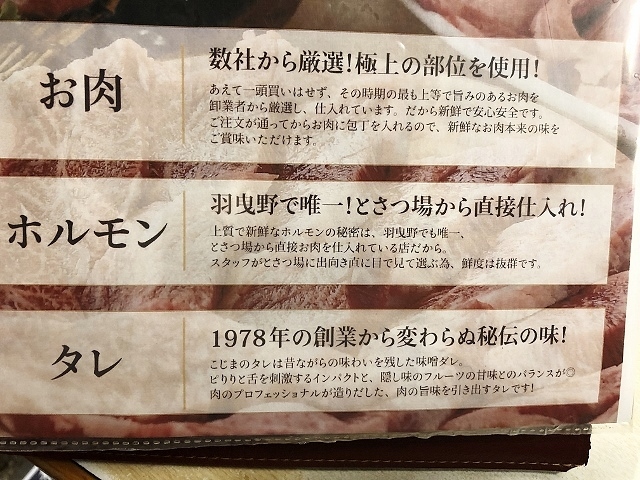 お肉
数社から厳選!極上の部位を使用!
あえて一頭買いはせず、その時期の最も上等で旨みのあるお肉を
卸業者から厳選し、仕入れています。だから新鮮で安心安全です。
ご注文が通ってからお肉に包丁を入れるので、新鮮なお肉本来の味を
ご賞味いただけます。
ホルモン
羽曳野で唯一!とさつ場から直接仕入れ!
上質で新鮮なホルモンの秘密は、羽曳野でも唯一、
とさつ場から直接お肉を仕入れている店だから。
スタッフがとさつ場に出向き直に目で見て選ぶ為、鮮度は抜群です。
タレ
1978年の創業から変わらぬ秘伝の味!
こじまのタレは昔ながらの味わいを残した味噌ダレ。
ピリりと舌を刺激するインパクトと、隠し味のフルーツの甘味とのバランスが◎
肉のプロフェッショナルが造りだした、肉の旨味を引き出すタレです!